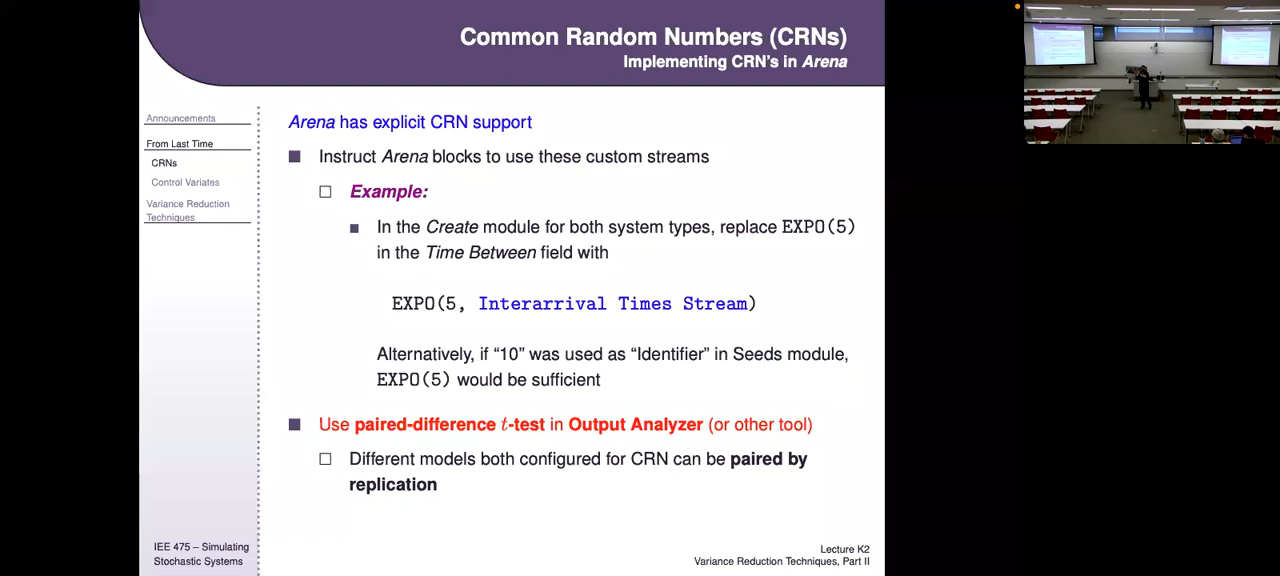 Common Random Numbers (CRNs)
Implementing CRN's in Arena
Announcements
From Last Time
CRNs
Control Variates
Variance Reduction
Techniques
Arena has explicit CRN support
Instruct Arena blocks to use these custom streams
Example:
In the Create module for both system types, replace EXPO(5)
in the Time Between field with
EXPO(5, Interarrival Times Stream)
Alternatively, if “10” was used as “Identifier” in Seeds module,
EXPO(5) would be sufficient
Use paired-difference t-test in Output Analyzer (or other tool)
Different models both configured for CRN can be paired by
replication
IEE 475 – Simulating
Stochastic Systems
Lecture K2
Variance Reduction Techniques, Part II